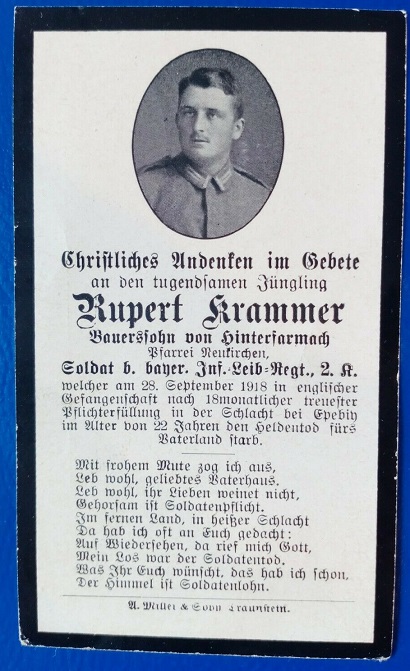 Christliches Andenken im Gebete
an den tugendsamen Jüngling
Rupert Krammer
Bauerssohn von Hinterfarmach
Pfarrei Neukirchen,
Soldat b. bayer. Inf.-Leib-Regt., 2. K.
welcher am 28. September 1918 in englischer
Gefangenschaft nach 18monatlicher treuester
Pflichterfüllung in der Schlacht bei Epehiy
im Alter von 22 Jahren den Heldentod fürs
Vaterland starb.
Mit frohem Mute zog ich aus,
Leb wohl, geliebtes Vaterhaus.
Leb wohl, ihr Lieben weinet nicht,
Gehorsam ist Soldatenpflicht.
Im fernen Land, in heißer Schlacht
Da hab ich oft an Euch gedacht:
Auf Wiedersehen, da rief mich Gott,
Mein Los war der Soldatentod.
Was Ihr Euch wünscht, das hab ich schon,
Der Himmel ist Soldatenlohn.
A. Miller & Sohn Traunstein.